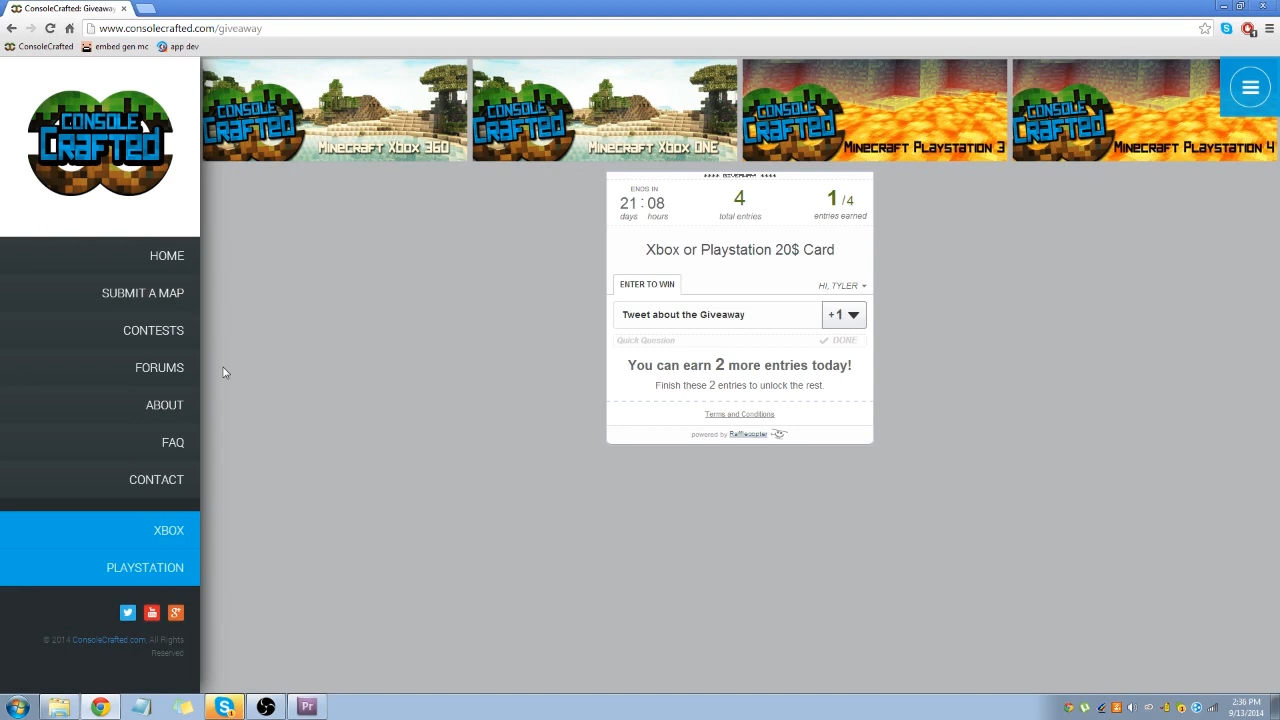 ConsoleCrafted: Giveaway
www.consolecrafted.com/giveaway
ConsoleCrafted
embed gen mc
app dev
CONSOLE
CRAFTED
HOME
SUBMIT A MAP
CONTESTS
FORUMS
ABOUT
FAQ
CONTACT
XBOX
PLAYSTATION
© 2014 ConsoleCrafted.com, All Rights
Reserved
CONSOLE
CRAFTED
Minecraft Xbox 360
CONSOLE
CRAFTED
Minecraft Xbox ONE
CONSOLE
CRAFTED
Minecraft Playstation 3
CONSOLE
CRAFTED
Minecraft Playstation 4
**** GIVEAWAY ****
ENDS IN
21 : 08
days hours
4
total entries
1 / 4
entries earned
Xbox or Playstation 20$ Card
ENTER TO WIN
HI, TYLER
Tweet about the Giveaway
+1
Quick Question
DONE
You can earn 2 more entries today!
Finish these 2 entries to unlock the rest.
Terms and Conditions
powered by Rafflecopter
Pr
2:36 PM
9/13/2014